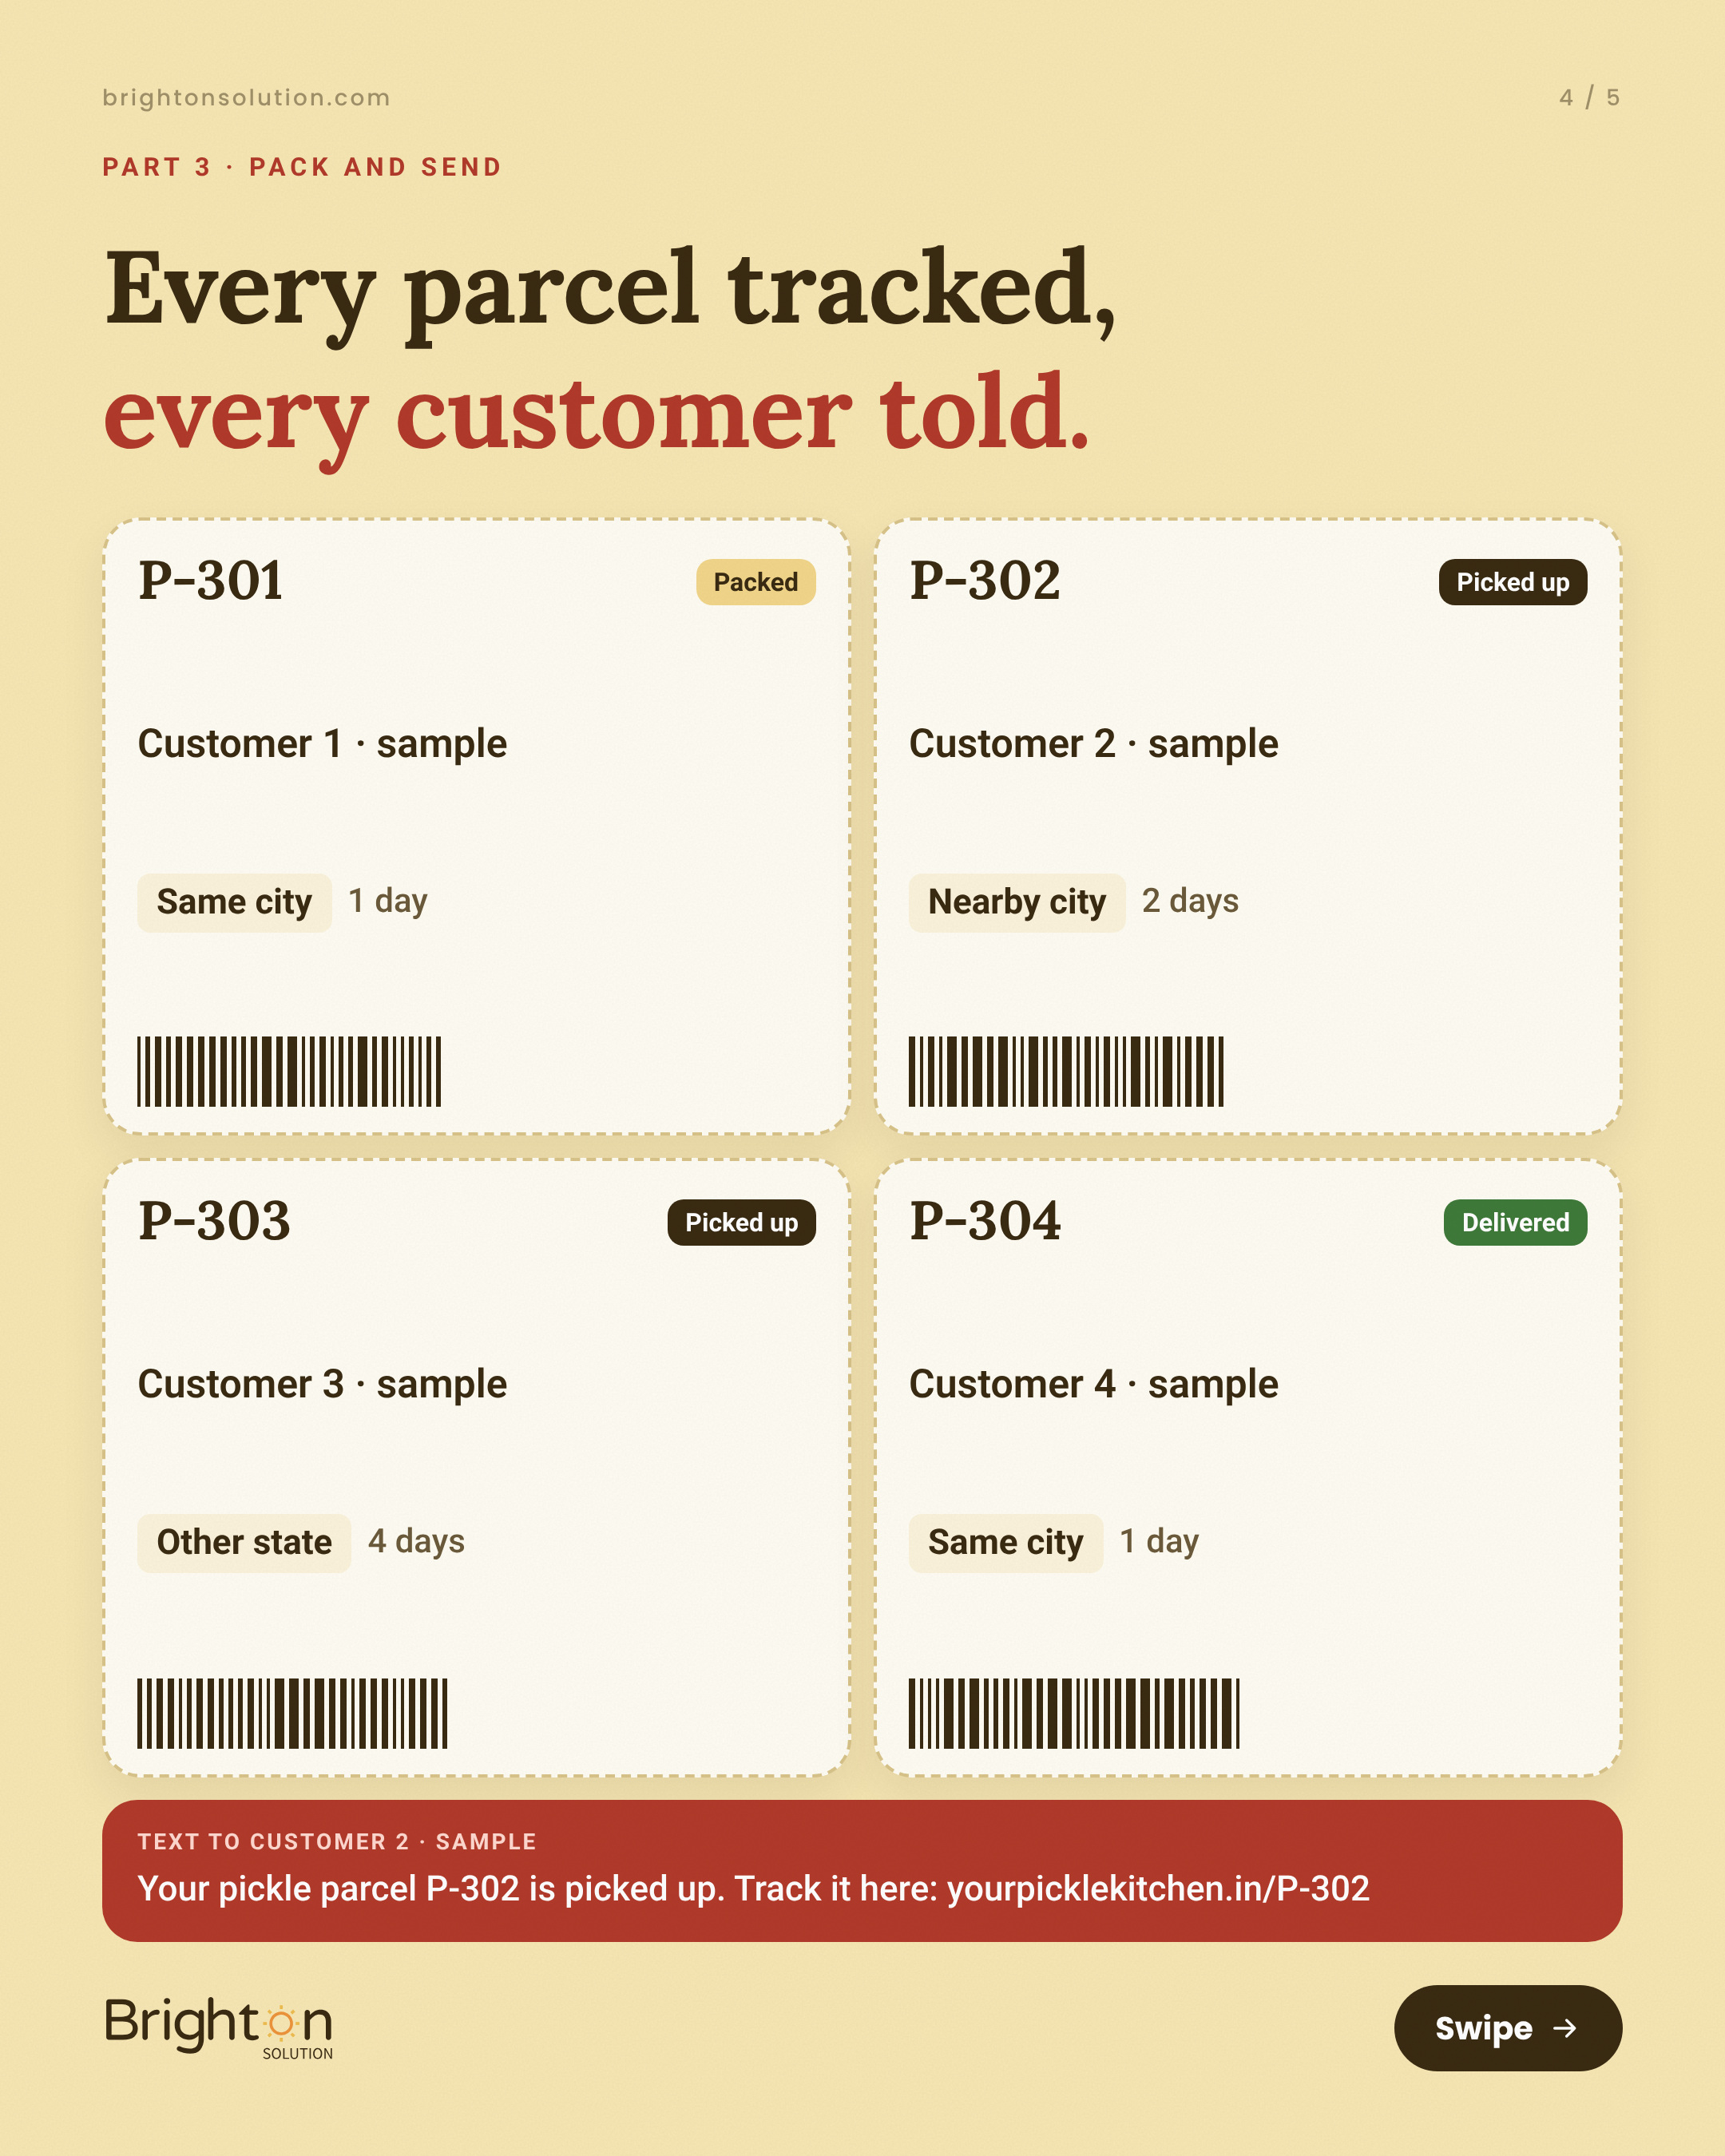 brightonsolution.com
4 / 5
PART 3 · PACK AND SEND
Every parcel tracked,
every customer told.
P-301
Packed
Customer 1 · sample
Same city
1 day
P-302
Picked up
Customer 2 · sample
Nearby city
2 days
P-303
Picked up
Customer 3 · sample
Other state
4 days
P-304
Delivered
Customer 4 · sample
Same city
1 day
TEXT TO CUSTOMER 2 · SAMPLE
Your pickle parcel P-302 is picked up. Track it here: yourpicklekitchen.in/P-302
Brighton
SOLUTION
Swipe →